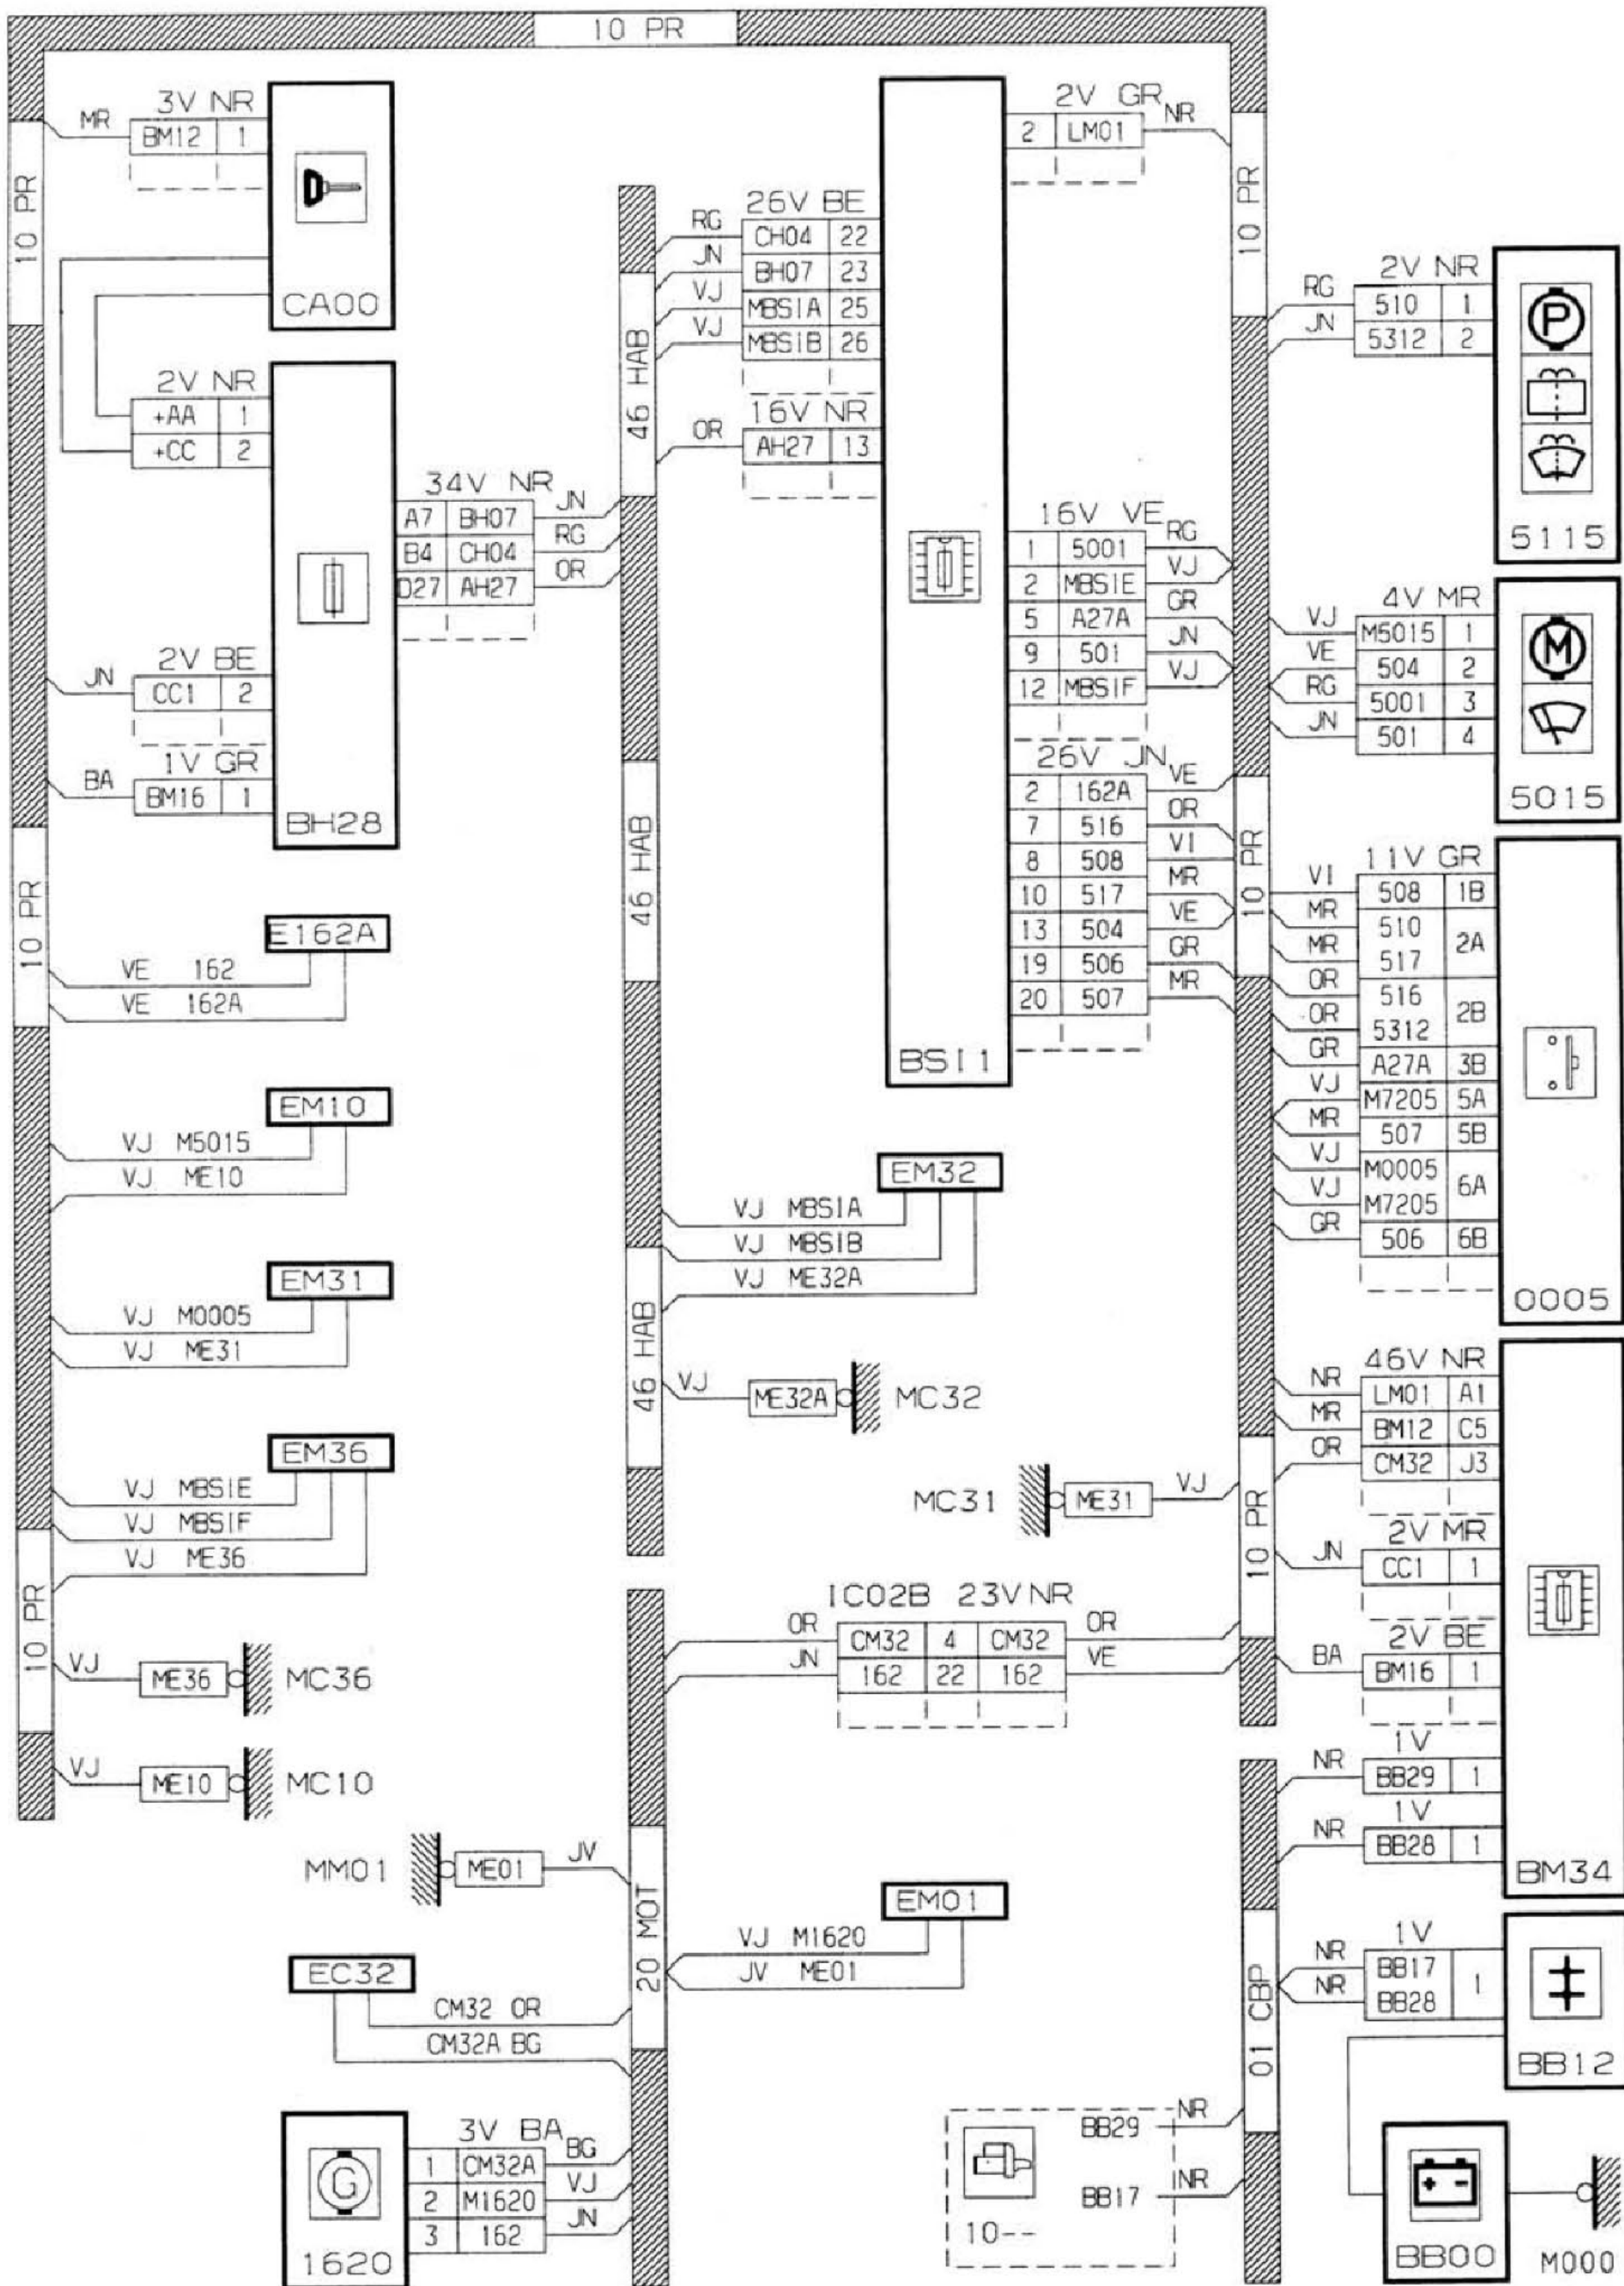 10 PR
10 PR
MR
3V NR
BM12 1
CA00
2V NR
+AA 1
+CC 2
34V NR
A7 BH07 JN
B4 CH04 RG
D27 AH27 OR
2V BE
JN CC1 2
1V GR
BA BM16 1
BH28
10 PR
E162A
VE 162
VE 162A
EM10
VJ M5015
VJ ME10
EM31
VJ M0005
VJ ME31
EM36
VJ MBSIE
VJ MBSIF
VJ ME36
10 PR
VJ ME36 MC36
VJ ME10 MC10
46 HAB
26V BE
RG CH04 22
JN BH07 23
VJ MBSIA 25
VJ MBSIB 26
16V NR
OR AH27 13
BSI1
2V GR
2 LM01 NR
16V VE
1 5001 RG
2 MBSIE VJ
5 A27A GR
9 501 JN
12 MBSIF VJ
26V JN
2 162A VE
7 516 OR
8 508 VI
10 517 MR
13 504 VE
19 506 GR
20 507 MR
46 HAB
EM32
VJ MBSIA
VJ MBSIB
VJ ME32A
46 HAB
VJ ME32A MC32
MC31 ME31 VJ
IC02B 23V NR
OR CM32 4 CM32 OR
JN 162 22 162 VE
MM01 ME01 JV
20 MOT
EM01
VJ M1620
JV ME01
EC32
CM32 OR
CM32A BG
3V BA
1 CM32A BG
2 M1620 VJ
3 162 JN
G
1620
10 PR
2V NR
RG 510 1
JN 5312 2
P
5115
4V MR
VJ M5015 1
VE 504 2
RG 5001 3
JN 501 4
M
5015
10 PR
11V GR
VI 508 1B
MR 510
MR 517 2A
OR 516
OR 5312 2B
GR A27A 3B
VJ M7205 5A
MR 507 5B
VJ M0005
VJ M7205 6A
GR 506 6B
0005
46V NR
NR LM01 A1
MR BM12 C5
OR CM32 J3
10 PR
2V MR
JN CC1 1
2V BE
BA BM16 1
1V
NR BB29 1
1V
NR BB28 1
BM34
01 CBP
1V
NR BB17
NR BB28 1
BB12
BB29 NR
BB17 NR
10--
+ -
BB00
M000